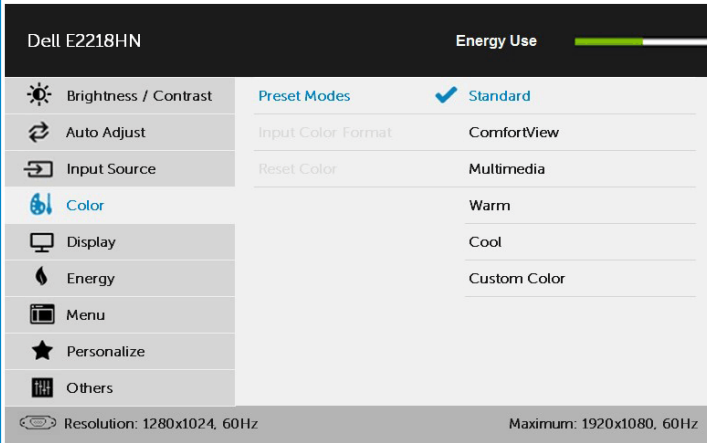 Dell E2218HN Energy Use
Brightness / Contrast Preset Modes Standard
Auto Adjust Input Color Format ComfortView
Input Source Reset Color Multimedia
Color Warm
Display Cool
Energy Custom Color
Menu
Personalize
Others
Resolution: 1280x1024, 60Hz Maximum: 1920x1080, 60Hz